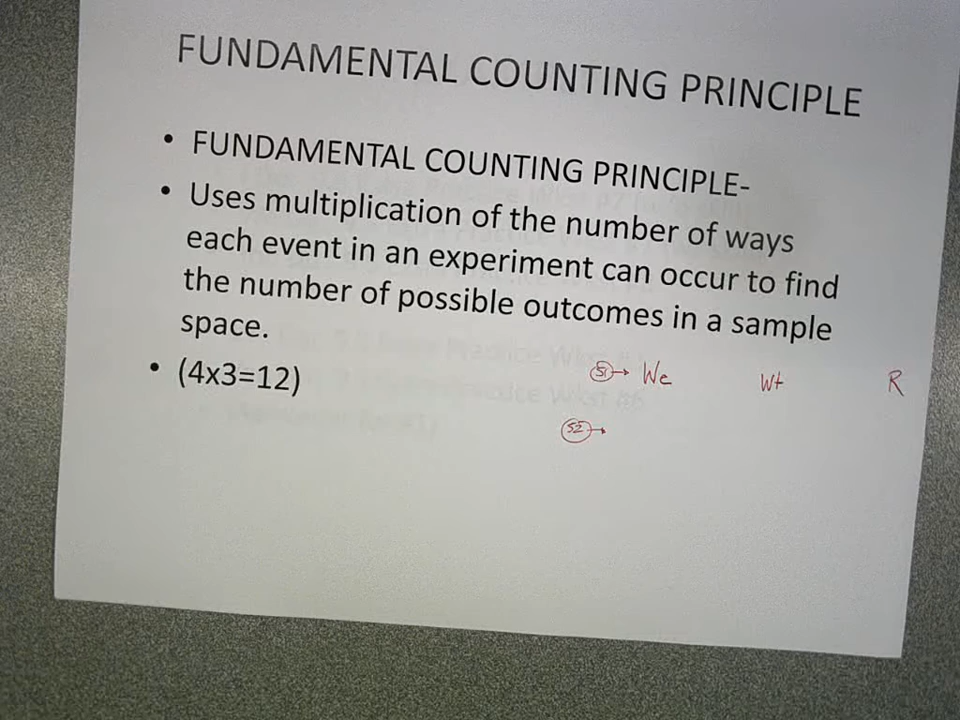 FUNDAMENTAL COUNTING PRINCIPLE
• FUNDAMENTAL COUNTING PRINCIPLE-
• Uses multiplication of the number of ways
each event in an experiment can occur to find
the number of possible outcomes in a sample
space.
• (4x3=12)
S1→ We Wt R
S2→